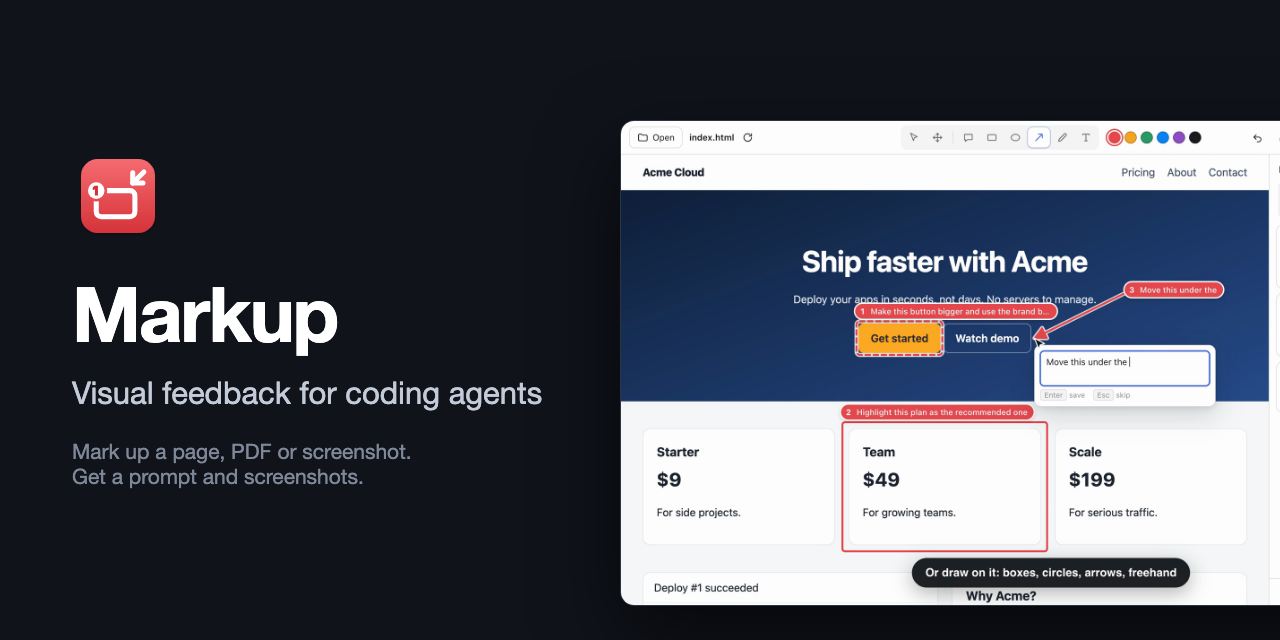 1
Markup
Visual feedback for coding agents
Mark up a page, PDF or screenshot.
Get a prompt and screenshots.
Open
index.html
T
Acme Cloud
Pricing
About
Contact
Ship faster with Acme
Deploy your apps in seconds, not days. No servers to manage.
3 Move this under the
1 Make this button bigger and use the brand b...
Get started
Watch demo
Move this under the
Enter save Esc skip
2 Highlight this plan as the recommended one
Starter
$9
For side projects.
Team
$49
For growing teams.
Scale
$199
For serious traffic.
Or draw on it: boxes, circles, arrows, freehand
Deploy #1 succeeded
Why Acme?